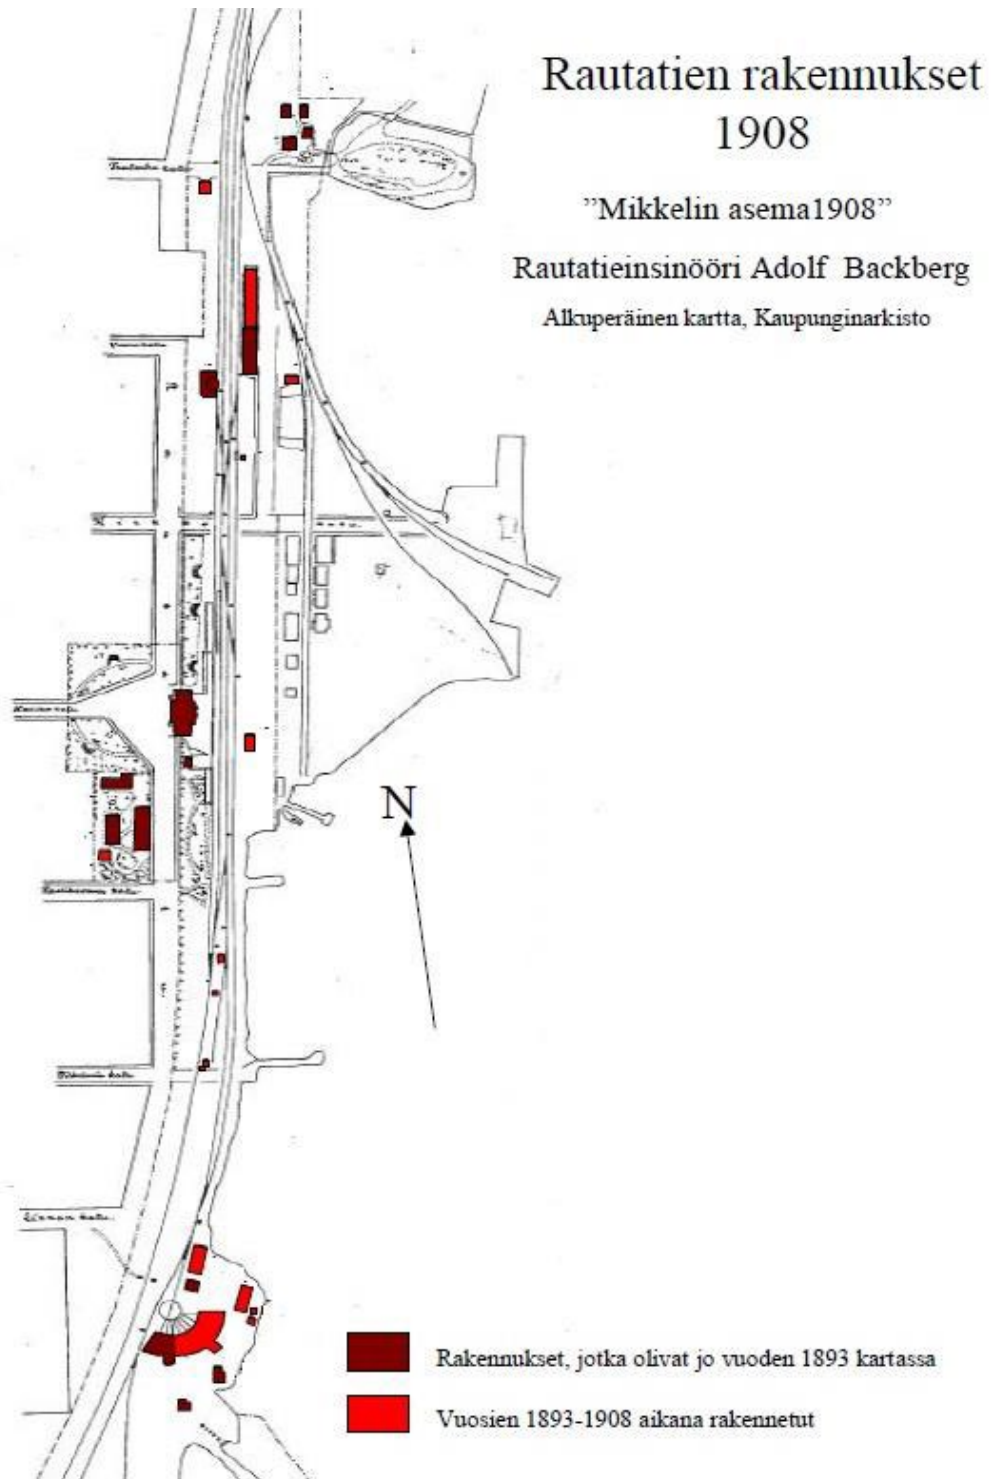 Rautatien rakennukset
1908
”Mikkelin asema1908”
Rautatieinsinööri Adolf Backberg
Alkuperäinen kartta, Kaupunginarkisto
N
Rakennukset, jotka olivat jo vuoden 1893 kartassa
Vuosien 1893-1908 aikana rakennetut